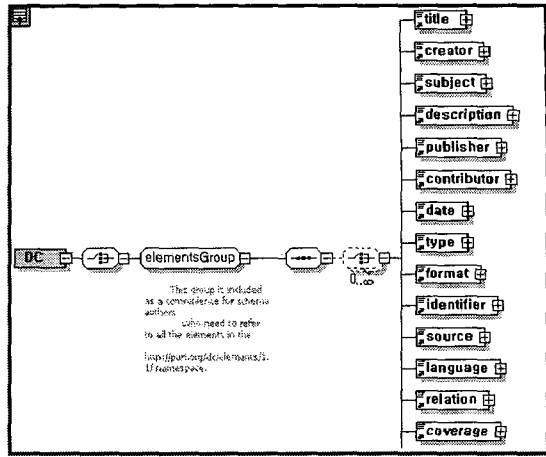 title
creator
subject
description
publisher
contributor
date
type
format
identifier
source
language
relation
coverage
DC
elementsGroup
0..∞
This group is included
as a convenience for schema
authors
who need to refer
to all the elements in the
http://purl.org/dc/elements/1.
1/ namespace.